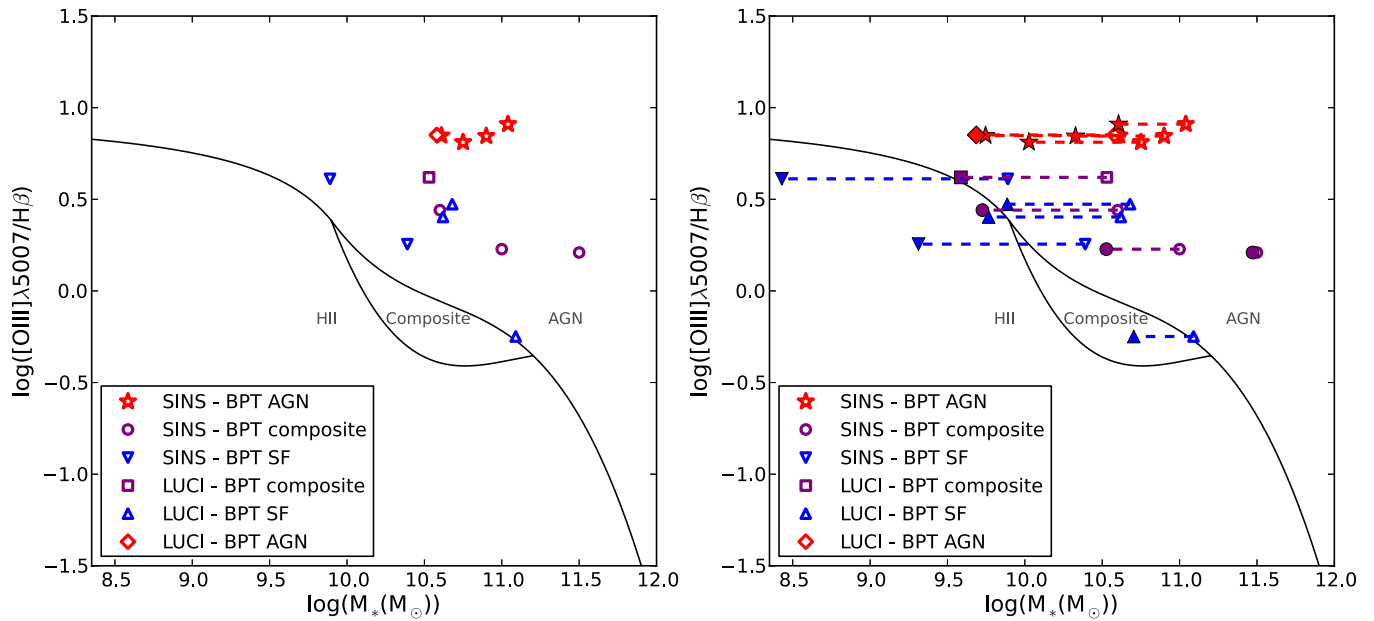 1.5
1.0
0.5
0.0
−0.5
−1.0
−1.5
log([OIII]λ5007/Hβ)
HII Composite AGN
SINS - BPT AGN
SINS - BPT composite
SINS - BPT SF
LUCI - BPT composite
LUCI - BPT SF
LUCI - BPT AGN
8.5 9.0 9.5 10.0 10.5 11.0 11.5 12.0
log(M*(M☉))
1.5
1.0
0.5
0.0
−0.5
−1.0
−1.5
log([OIII]λ5007/Hβ)
HII Composite AGN
SINS - BPT AGN
SINS - BPT composite
SINS - BPT SF
LUCI - BPT composite
LUCI - BPT SF
LUCI - BPT AGN
8.5 9.0 9.5 10.0 10.5 11.0 11.5 12.0
log(M*(M☉))